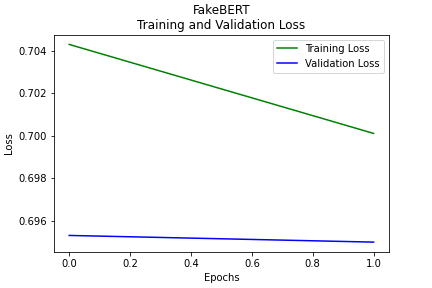 FakeBERT
Training and Validation Loss
Training Loss
Validation Loss
Loss
0.704
0.702
0.700
0.698
0.696
0.0 0.2 0.4 0.6 0.8 1.0
Epochs